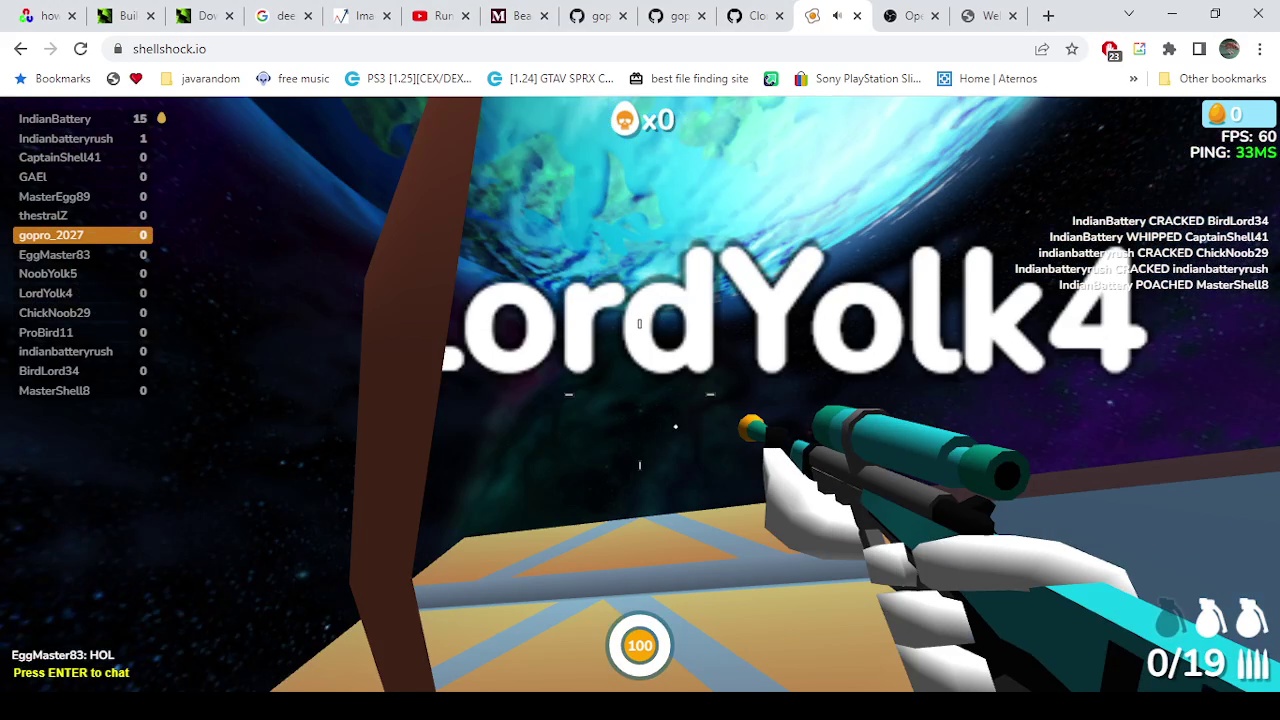 how
Buil
Dov
dee
Ima
Run
Bea
gop
gop
Clo
Ope
Wel
shellshock.io
23
Bookmarks
javarandom
free music
PS3 [1.25][CEX/DEX...
[1.24] GTAV SPRX C...
best file finding site
Sony PlayStation Sli...
Home | Aternos
»
Other bookmarks
IndianBattery 15
Indianbatteryrush 1
CaptainShell41 0
GAEl 0
MasterEgg89 0
thestralZ 0
gopro_2027 0
EggMaster83 0
NoobYolk5 0
LordYolk4 0
ChickNoob29 0
ProBird11 0
indianbatteryrush 0
BirdLord34 0
MasterShell8 0
x0
0
FPS: 60
PING: 33MS
IndianBattery CRACKED BirdLord34
IndianBattery WHIPPED CaptainShell41
indianbatteryrush CRACKED ChickNoob29
Indianbatteryrush CRACKED indianbatteryrush
IndianBattery POACHED MasterShell8
LordYolk4
EggMaster83: HOL
Press ENTER to chat
100
0/19